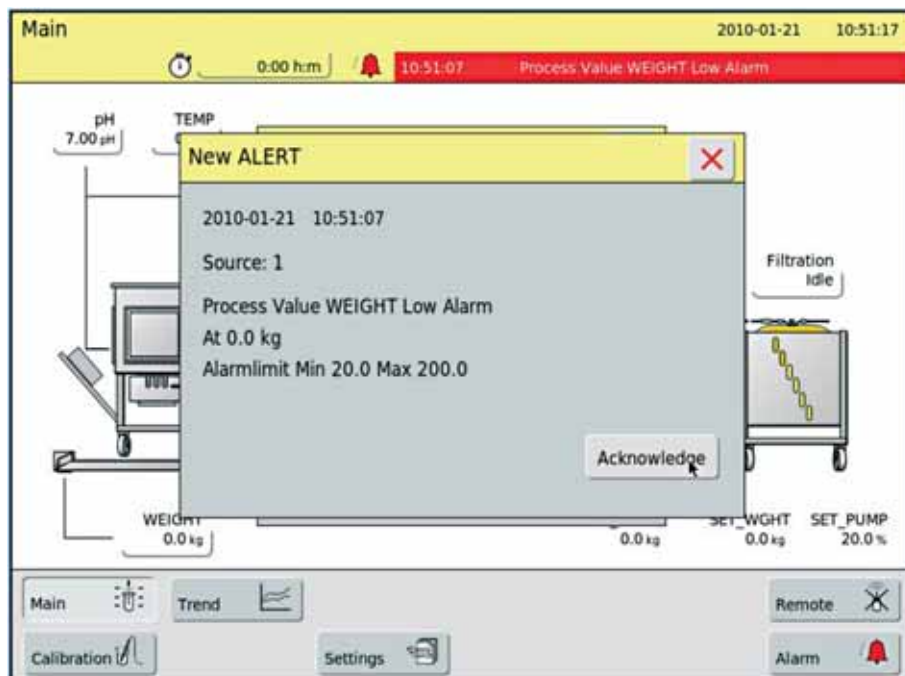 Main 2010-01-21 10:51:17
0:00 h:m 10:51:07 Process Value WEIGHT Low Alarm
pH TEMP
7.00 pH
New ALERT
2010-01-21 10:51:07
Source: 1
Process Value WEIGHT Low Alarm
At 0.0 kg
Alarmlimit Min 20.0 Max 200.0
Acknowledge
Filtration
Idle
WEIGHT SET_WGHT SET_PUMP
0.0 kg 0.0 kg 0.0 kg 20.0 %
Main Trend Remote
Calibration Settings Alarm